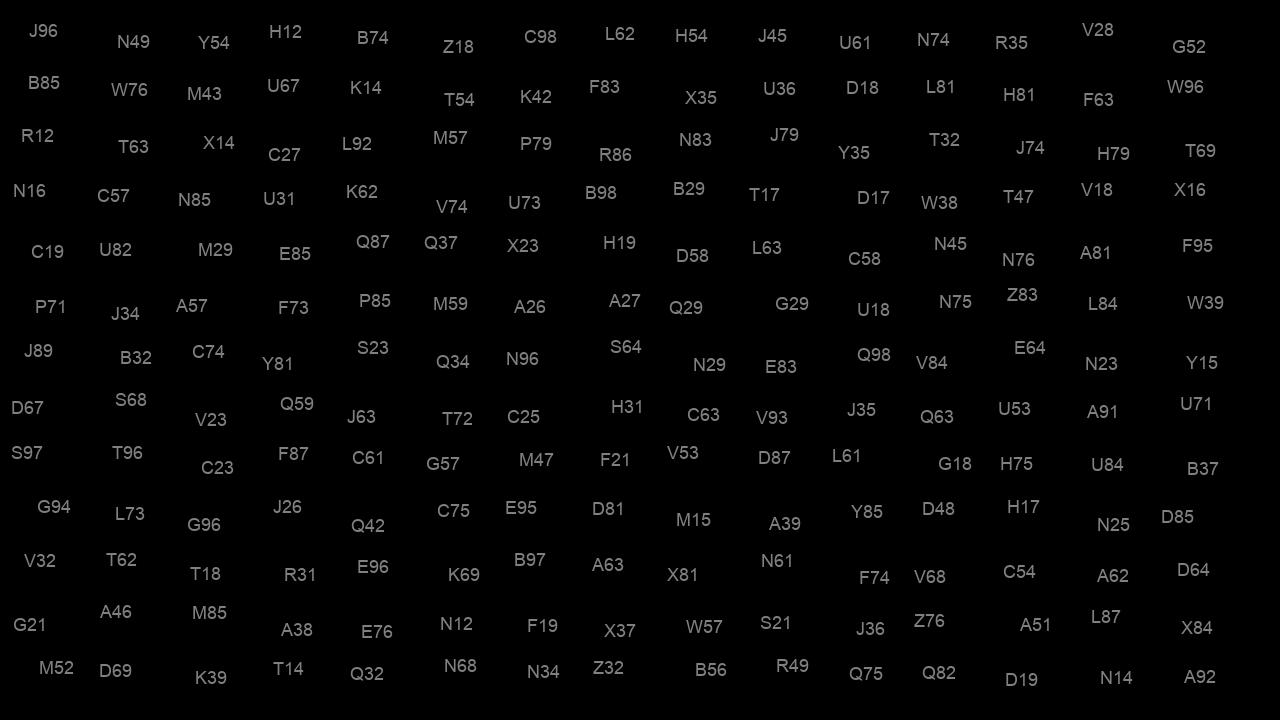 J96 N49 Y54 H12 B74 Z18 C98 L62 H54 J45 U61 N74 R35 V28 G52
B85 W76 M43 U67 K14 T54 K42 F83 X35 U36 D18 L81 H81 F63 W96
R12 T63 X14 C27 L92 M57 P79 R86 N83 J79 Y35 T32 J74 H79 T69
N16 C57 N85 U31 K62 V74 U73 B98 B29 T17 D17 W38 T47 V18 X16
C19 U82 M29 E85 Q87 Q37 X23 H19 D58 L63 C58 N45 N76 A81 F95
P71 J34 A57 F73 P85 M59 A26 A27 Q29 G29 U18 N75 Z83 L84 W39
J89 B32 C74 Y81 S23 Q34 N96 S64 N29 E83 Q98 V84 E64 N23 Y15
D67 S68 V23 Q59 J63 T72 C25 H31 C63 V93 J35 Q63 U53 A91 U71
S97 T96 C23 F87 C61 G57 M47 F21 V53 D87 L61 G18 H75 U84 B37
G94 L73 G96 J26 Q42 C75 E95 D81 M15 A39 Y85 D48 H17 N25 D85
V32 T62 T18 R31 E96 K69 B97 A63 X81 N61 F74 V68 C54 A62 D64
G21 A46 M85 A38 E76 N12 F19 X37 W57 S21 J36 Z76 A51 L87 X84
M52 D69 K39 T14 Q32 N68 N34 Z32 B56 R49 Q75 Q82 D19 N14 A92